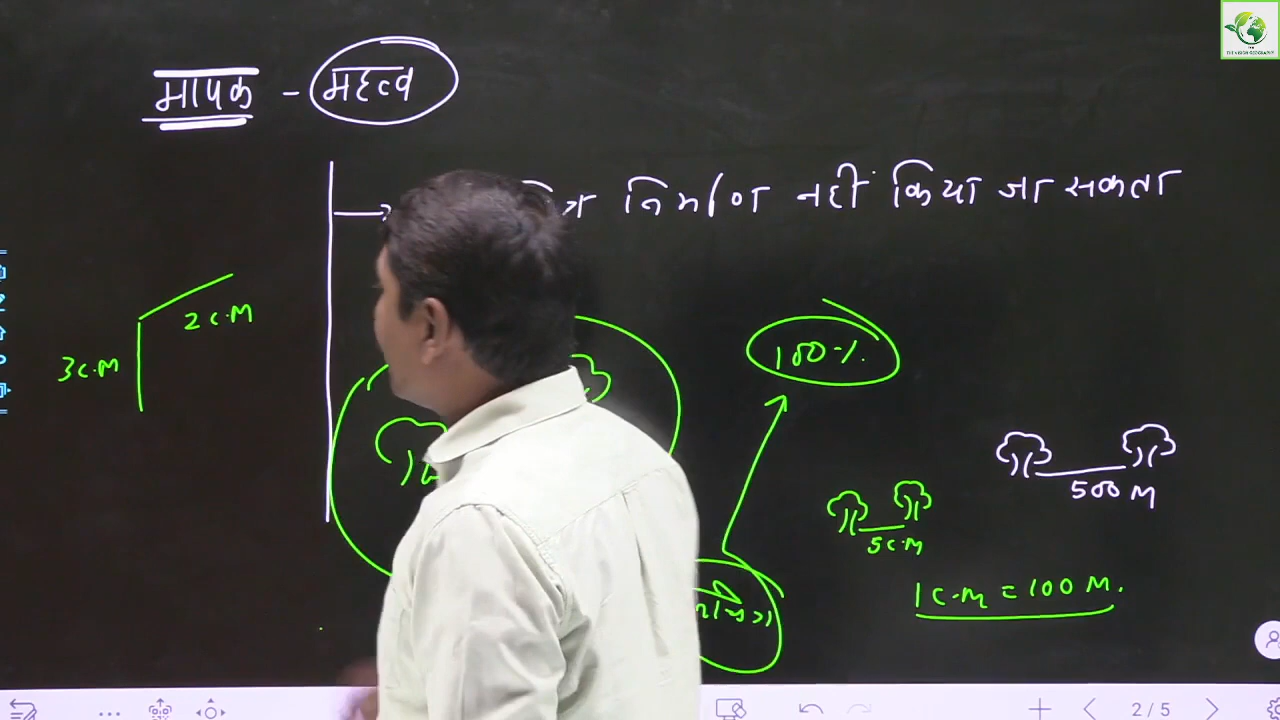 मापक - महत्व
निर्माण नही किया जा सकता
2 C.M
3 C.M
100%
500 M
5 C.M
1 C.M = 100 M.
2/5